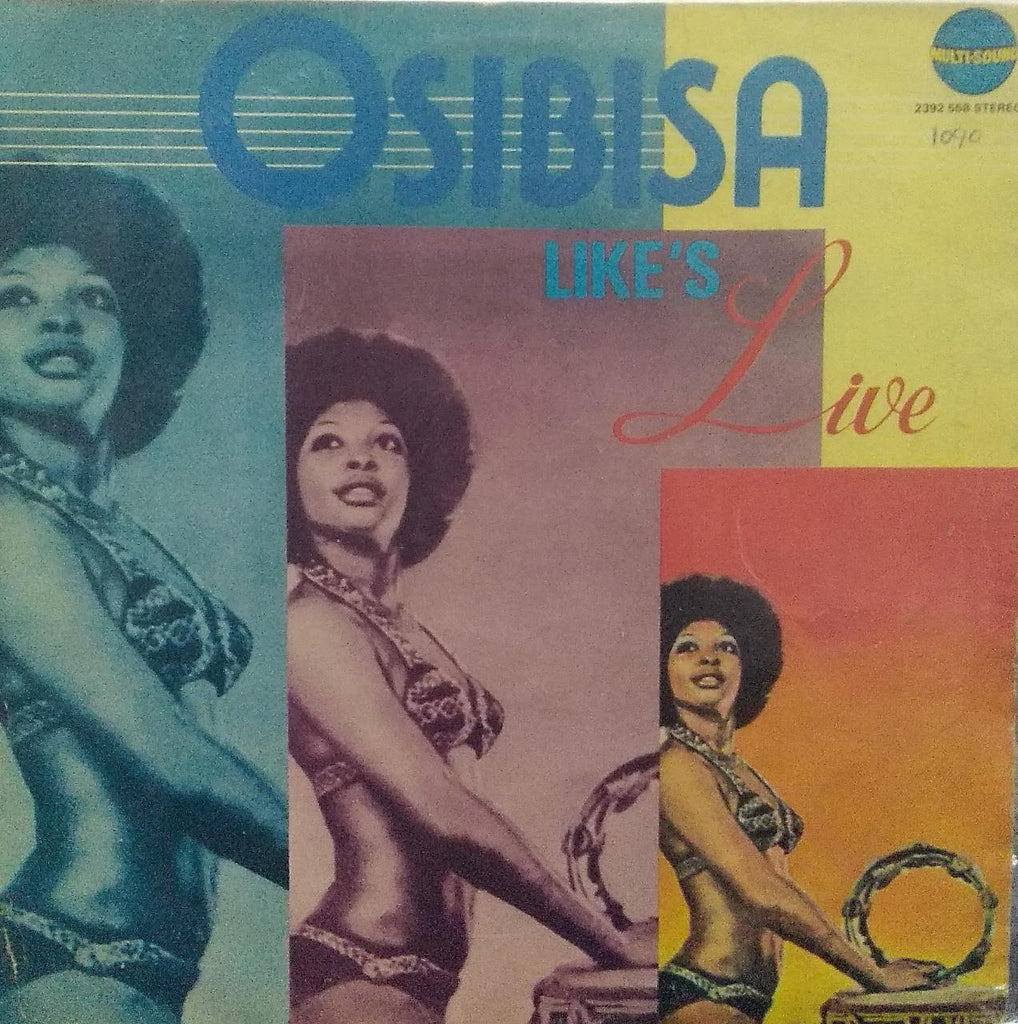 OSIBISA
MULTI-SOUND
2392 558 STEREO
1090
LIKE'S
Live